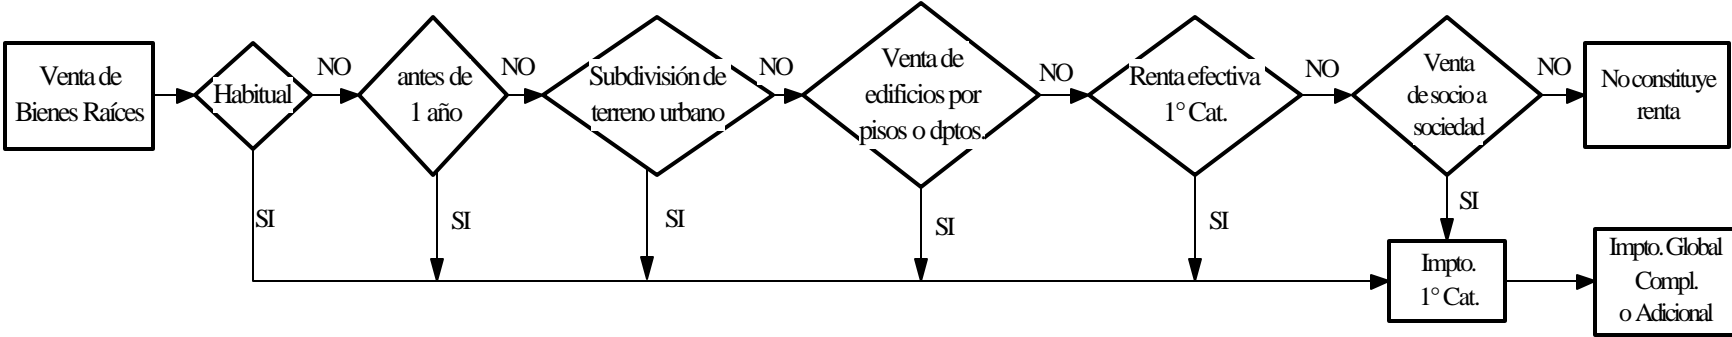 Venta de
Bienes Raíces
Habitual
NO
antes de
1 año
NO
Subdivisión de
terreno urbano
NO
Venta de
edificios por
pisos o dptos.
NO
Renta efectiva
1° Cat.
NO
Venta
de socio a
sociedad
NO
No constituye
renta
SI
SI
SI
SI
SI
SI
Impto.
1° Cat.
Impto. Global
Compl.
o Adicional